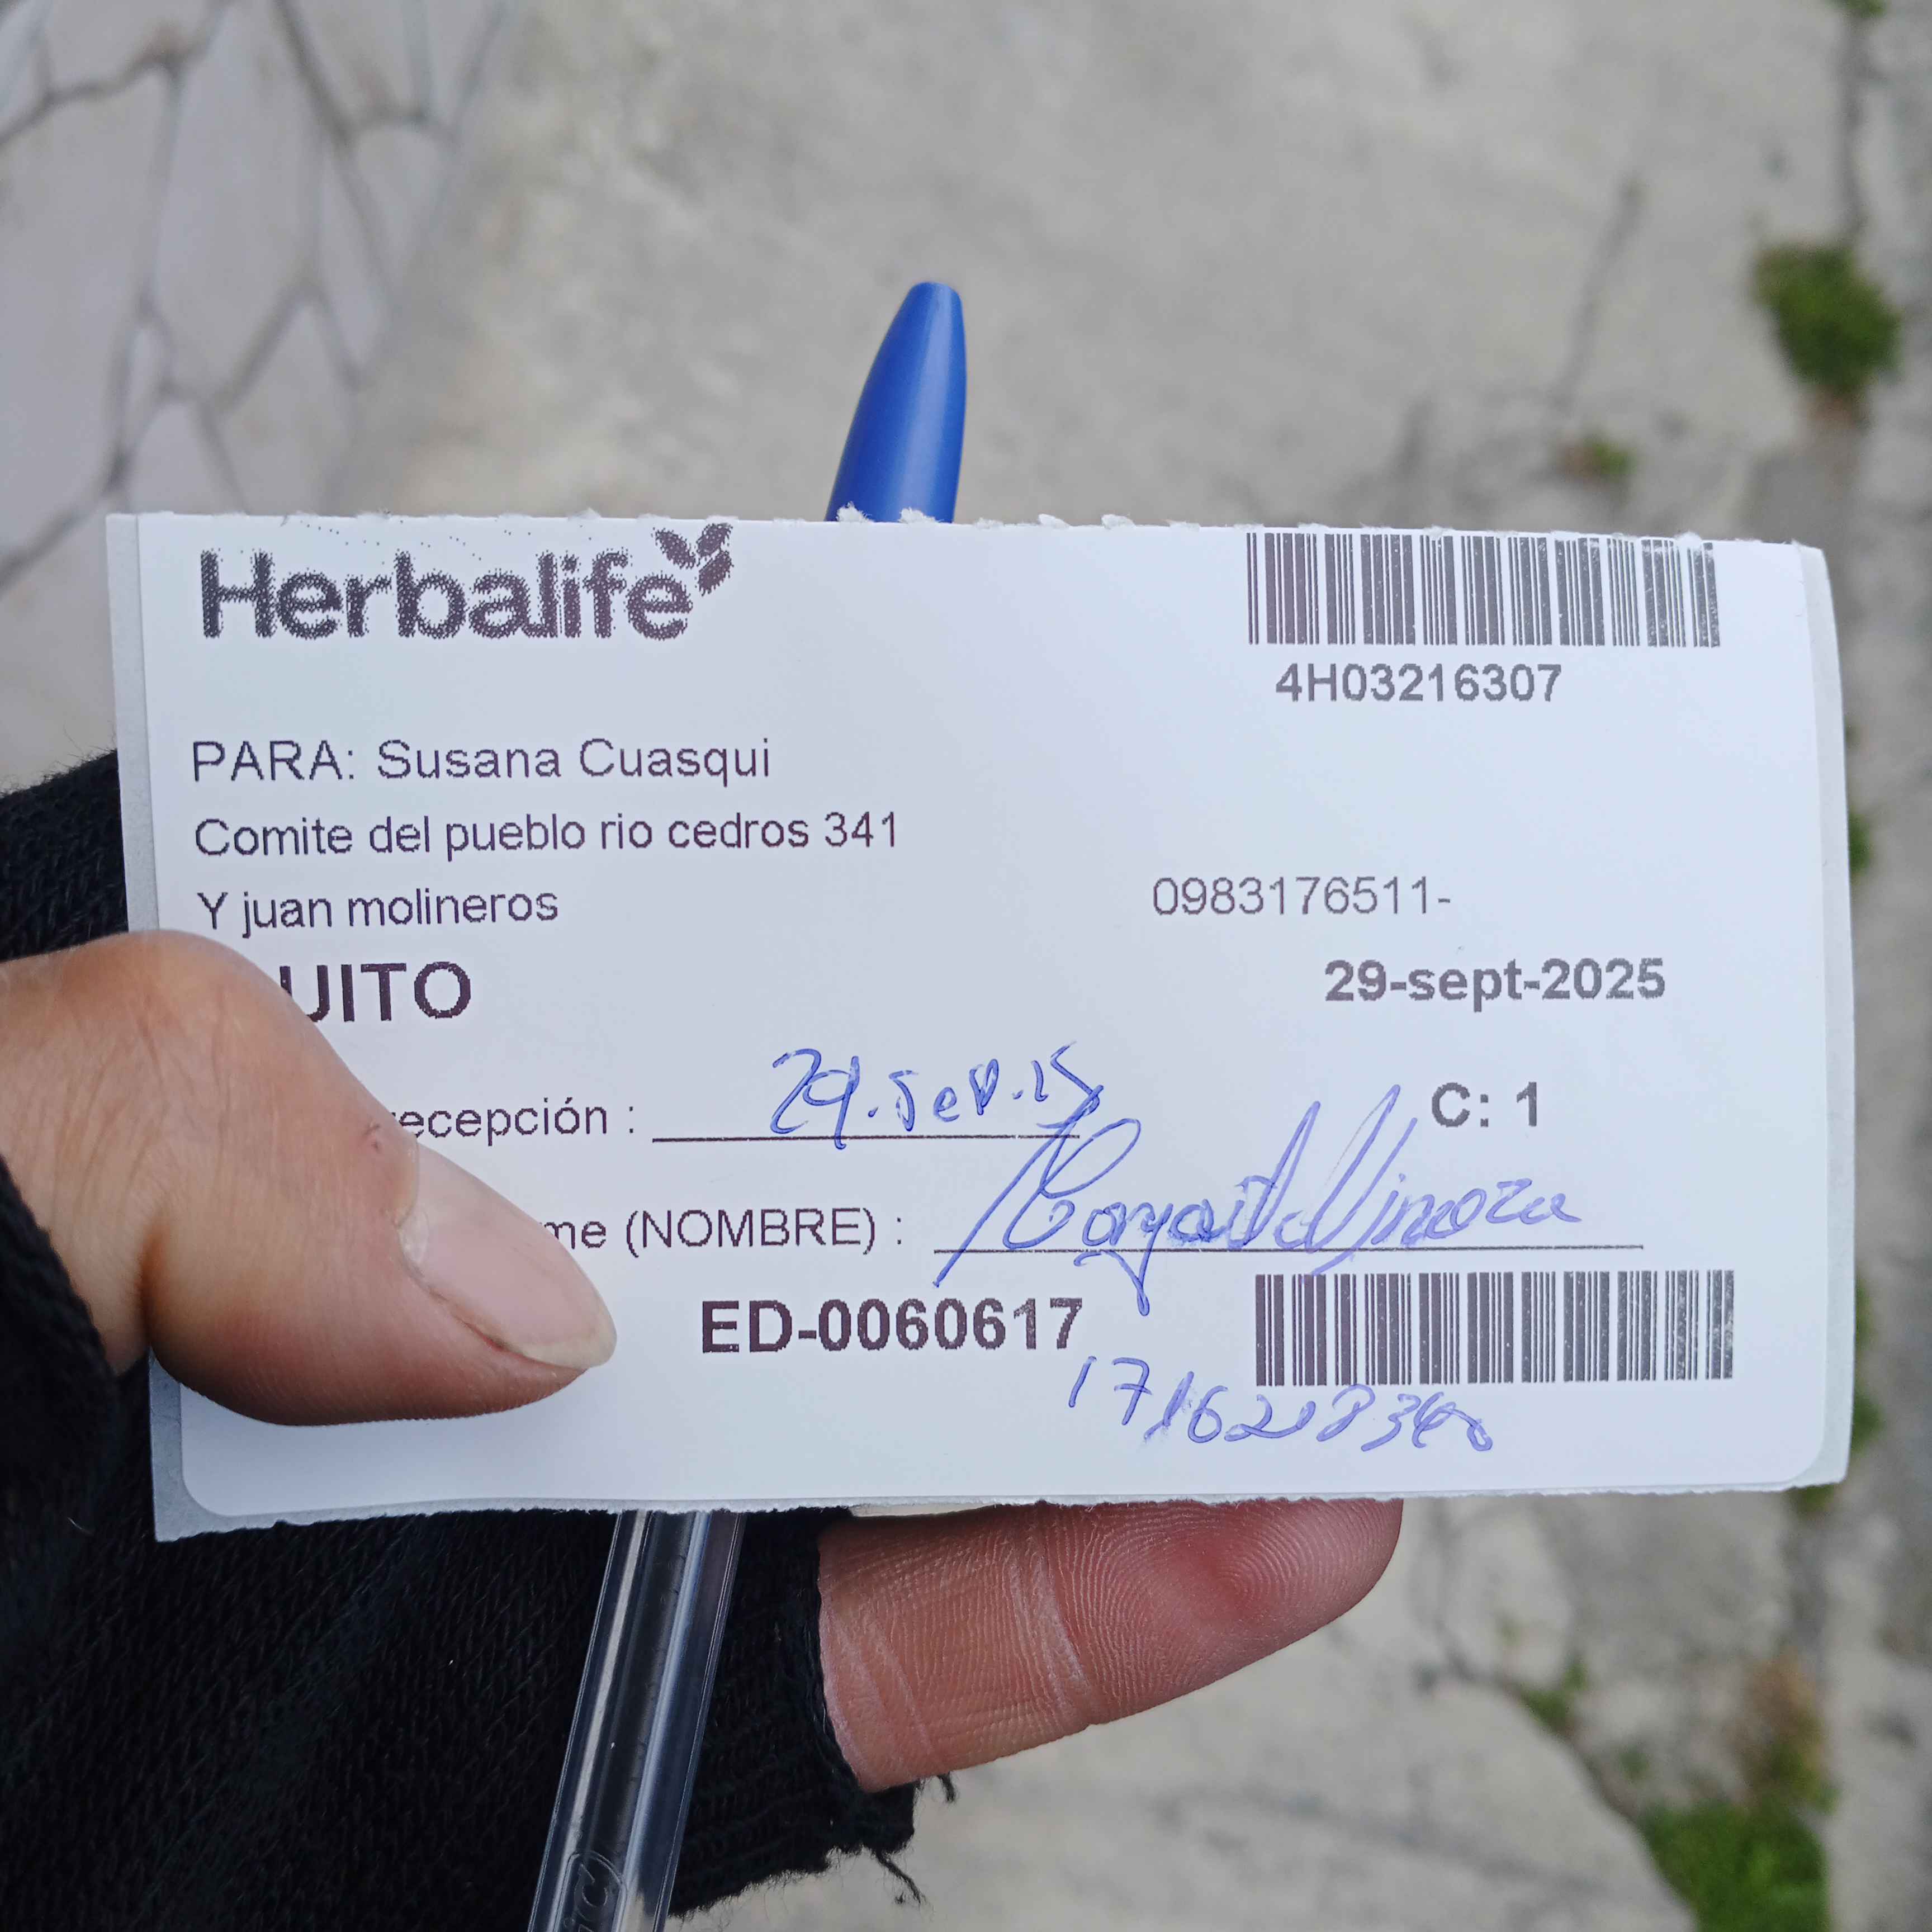 Herbalife
4H03216307
PARA: Susana Cuasqui
Comite del pueblo rio cedros 341
Y juan molineros
0983176511-
UITO
29-sept-2025
ecepción : 29.Sep.25
C: 1
me (NOMBRE) :
ED-0060617